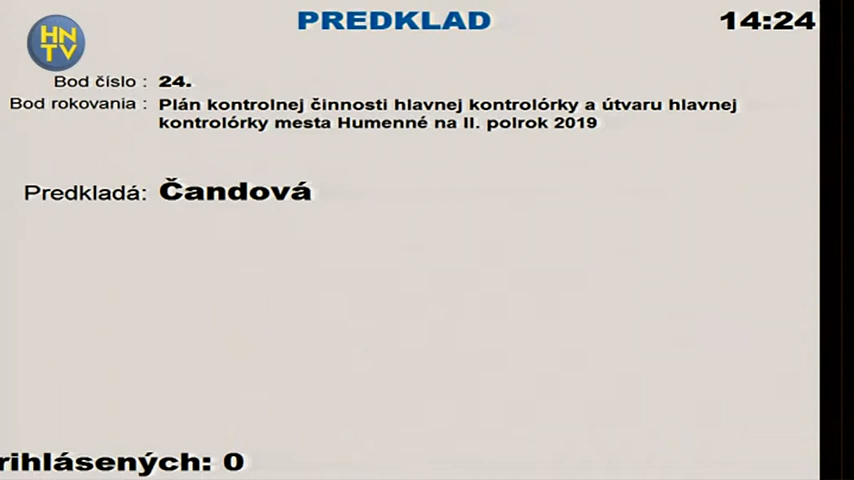 HN
TV
PREDKLAD
14:24
Bod číslo : 24.
Bod rokovania : Plán kontrolnej činnosti hlavnej kontrolórky a útvaru hlavnej
kontrolórky mesta Humenné na II. polrok 2019
Predkladá: Čandová
rihlásených: 0